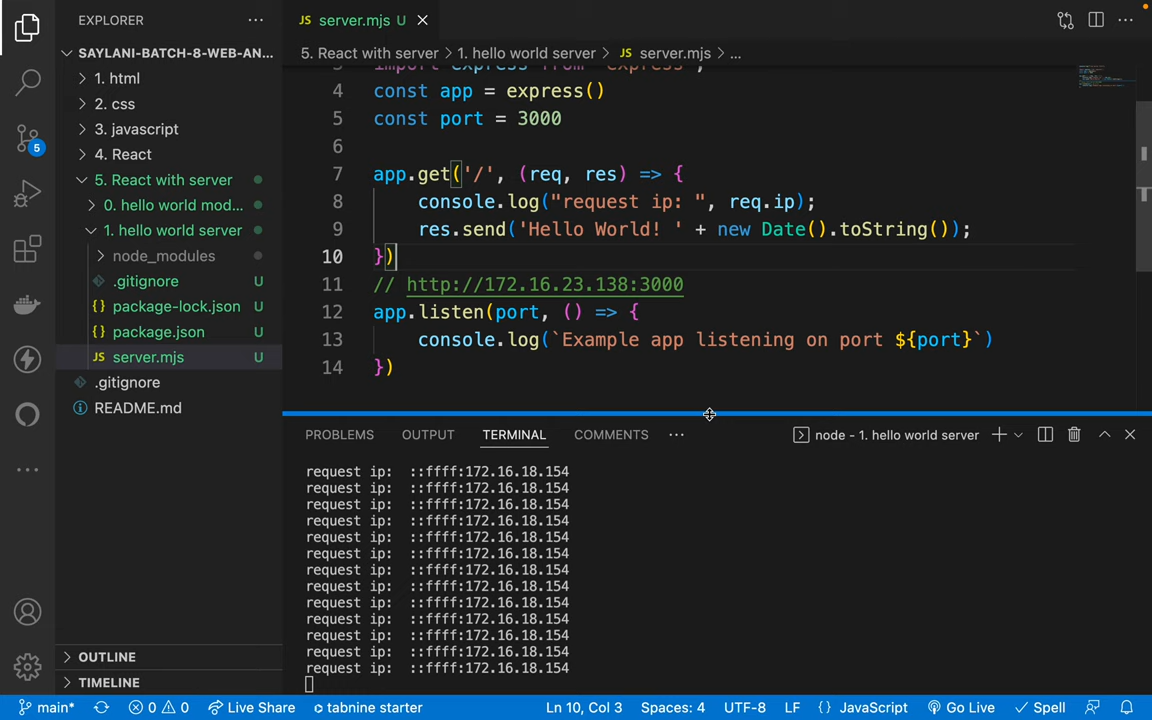 EXPLORER
SAYLANI-BATCH-8-WEB-AN...
1. html
2. css
3. javascript
4. React
5. React with server
0. hello world mod...
1. hello world server
node_modules
.gitignore U
{} package-lock.json U
{} package.json U
JS server.mjs U
.gitignore
README.md
OUTLINE
TIMELINE
5
JS server.mjs U
5. React with server > 1. hello world server > JS server.mjs > ...
3 import express from 'express';
4 const app = express()
5 const port = 3000
6
7 app.get('/', (req, res) => {
8 console.log("request ip: ", req.ip);
9 res.send('Hello World! ' + new Date().toString());
10 })
11 // http://172.16.23.138:3000
12 app.listen(port, () => {
13 console.log(`Example app listening on port ${port}`)
14 })
PROBLEMS OUTPUT TERMINAL COMMENTS node - 1. hello world server
request ip:  ::ffff:172.16.18.154
request ip:  ::ffff:172.16.18.154
request ip:  ::ffff:172.16.18.154
request ip:  ::ffff:172.16.18.154
request ip:  ::ffff:172.16.18.154
request ip:  ::ffff:172.16.18.154
request ip:  ::ffff:172.16.18.154
request ip:  ::ffff:172.16.18.154
request ip:  ::ffff:172.16.18.154
request ip:  ::ffff:172.16.18.154
request ip:  ::ffff:172.16.18.154
request ip:  ::ffff:172.16.18.154
request ip:  ::ffff:172.16.18.154
main* 0 0 Live Share tabnine starter Ln 10, Col 3 Spaces: 4 UTF-8 LF {} JavaScript Go Live Spell